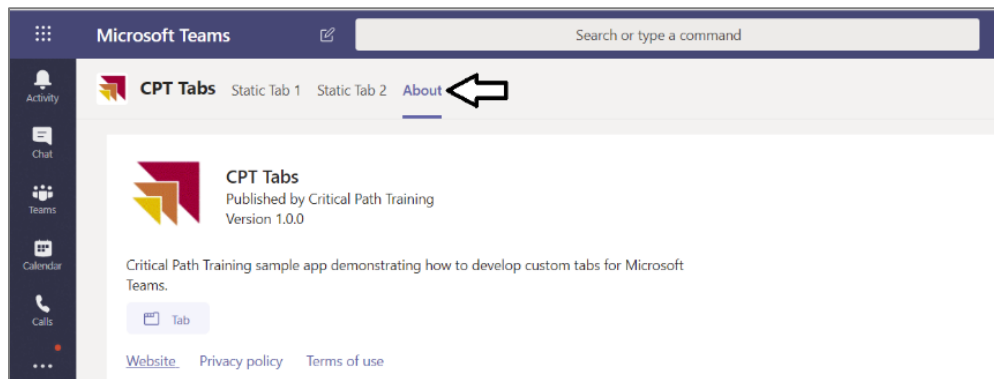 Microsoft Teams
Search or type a command
Activity
CPT Tabs Static Tab 1 Static Tab 2 About
Chat
CPT Tabs
Published by Critical Path Training
Version 1.0.0
Teams
Calendar
Critical Path Training sample app demonstrating how to develop custom tabs for Microsoft
Teams.
Calls
Tab
Website Privacy policy Terms of use